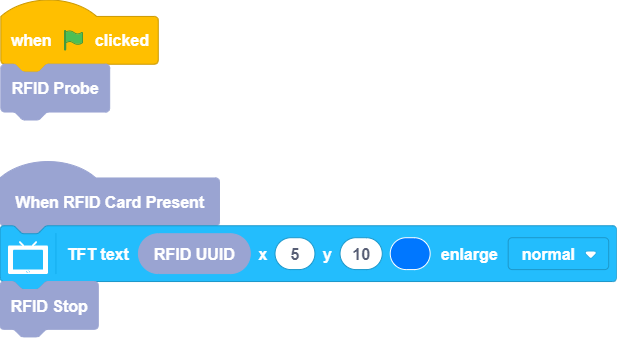 when clicked
RFID Probe
When RFID Card Present
TFT text RFID UUID x 5 y 10 enlarge normal
RFID Stop